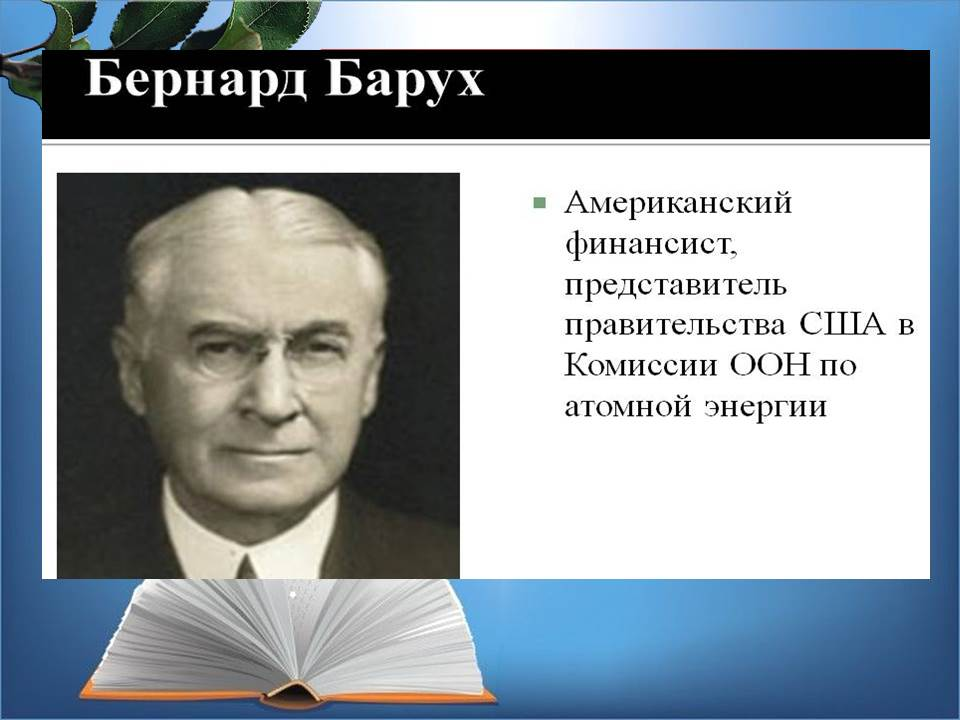 Бернард Барух
Американский
финансист,
представитель
правительства США в
Комиссии ООН по
атомной энергии